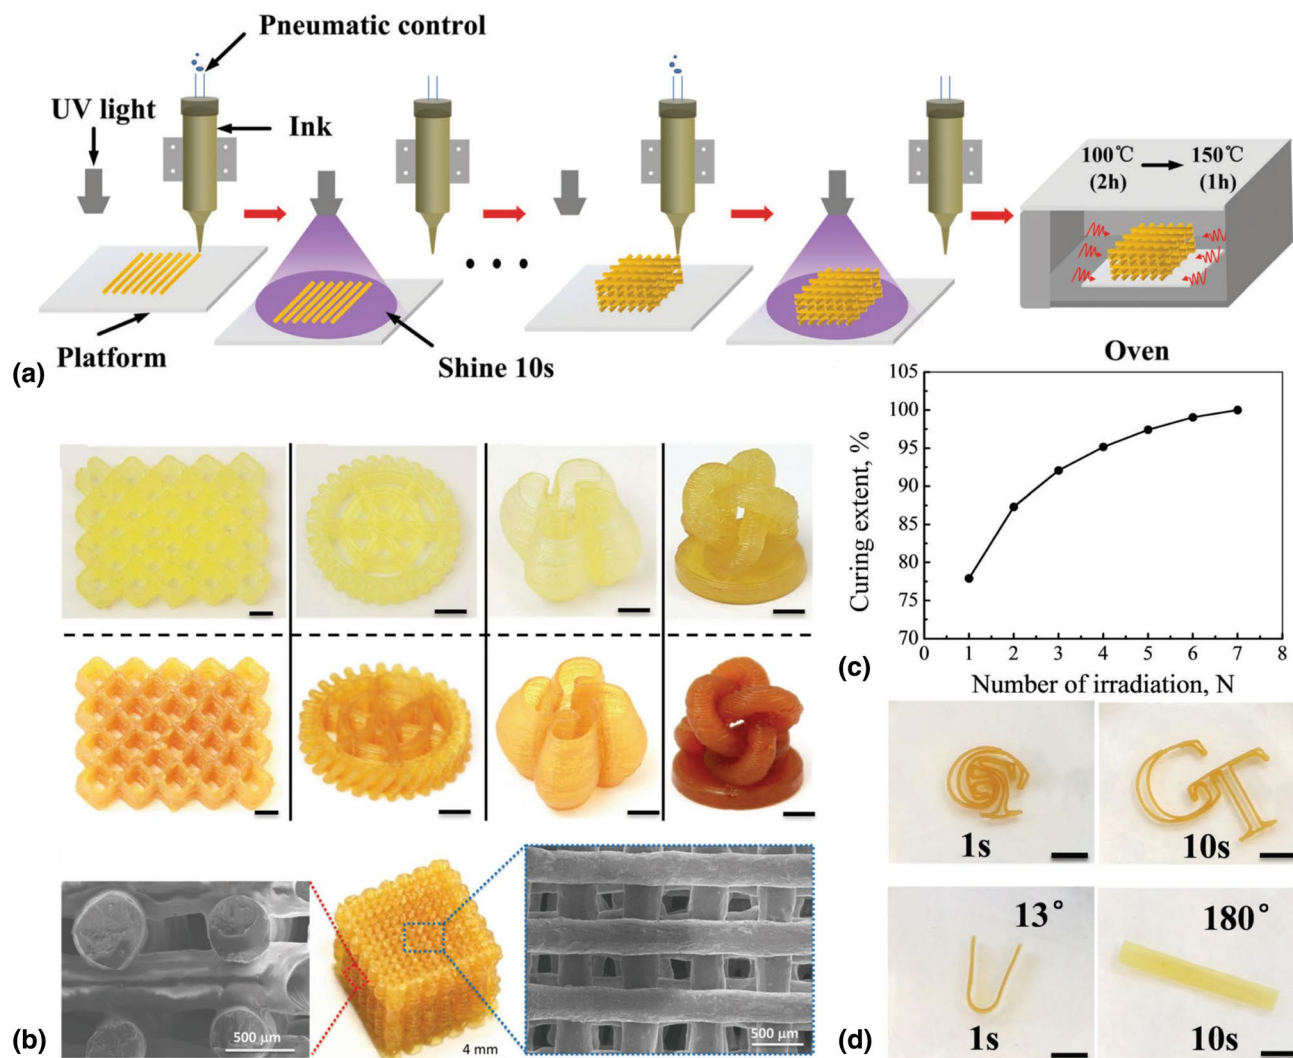 Pneumatic control
UV light
Ink
100℃
150℃
(2h)
(1h)
Platform
Shine 10s
Oven
(a)
105
100
95
90
85
80
75
70
0
1
2
3
4
5
6
7
8
Curing extent, %
Number of irradiation, N
(c)
1s
10s
13°
180°
1s
10s
(d)
500 μm
4 mm
500 μm
(b)